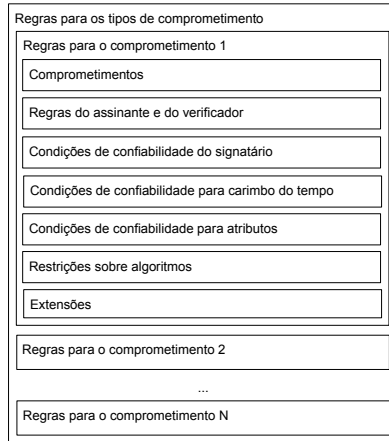 Regras para os tipos de comprometimento
Regras para o comprometimento 1
Comprometimentos
Regras do assinante e do verificador
Condições de confiabilidade do signatário
Condições de confiabilidade para carimbo do tempo
Condições de confiabilidade para atributos
Restrições sobre algoritmos
Extensões
Regras para o comprometimento 2
...
Regras para o comprometimento N